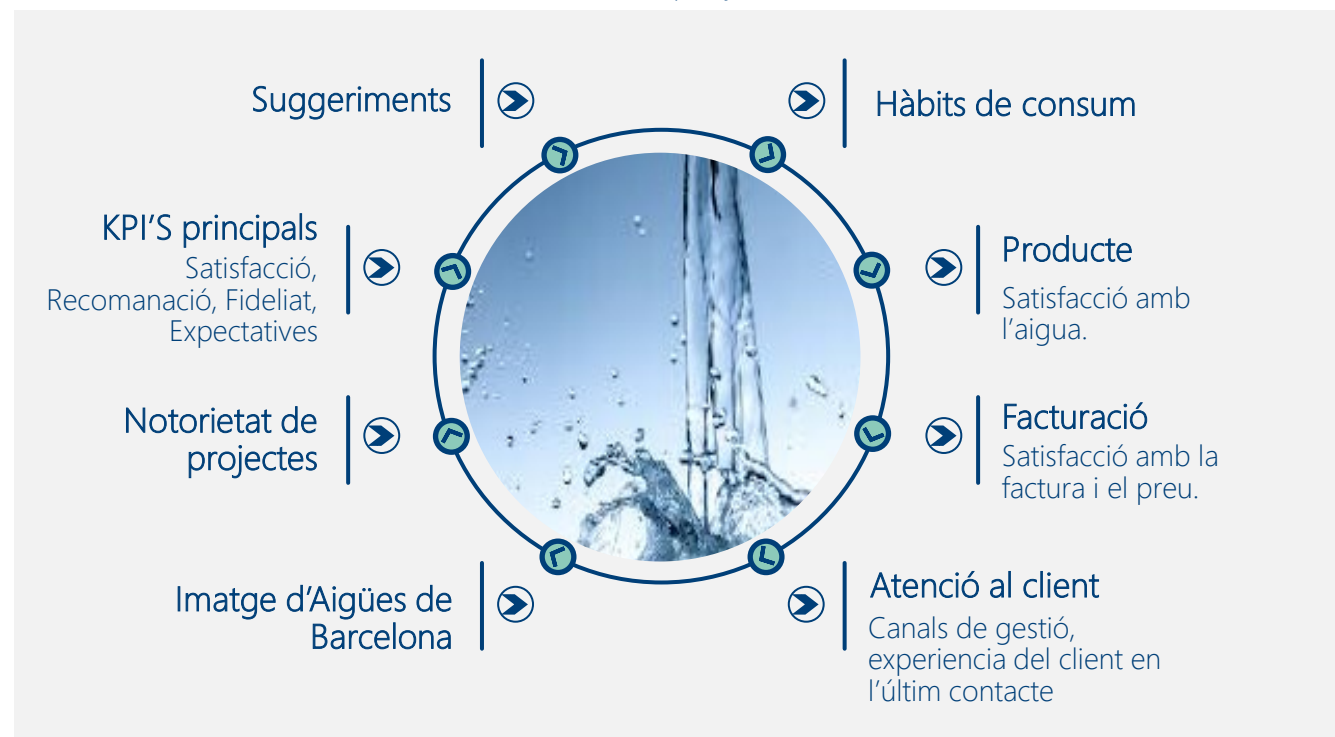 Suggeriments
Hàbits de consum
KPI'S principals
Satisfacció,
Recomanació, Fideliat,
Expectatives
Producte
Satisfacció amb
l'aigua.
Notorietat de
projectes
Facturació
Satisfacció amb la
factura i el preu.
Imatge d'Aigües de
Barcelona
Atenció al client
Canals de gestió,
experiencia del client en
l'últim contacte